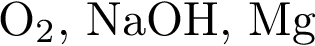 O₂, NaOH, Mg